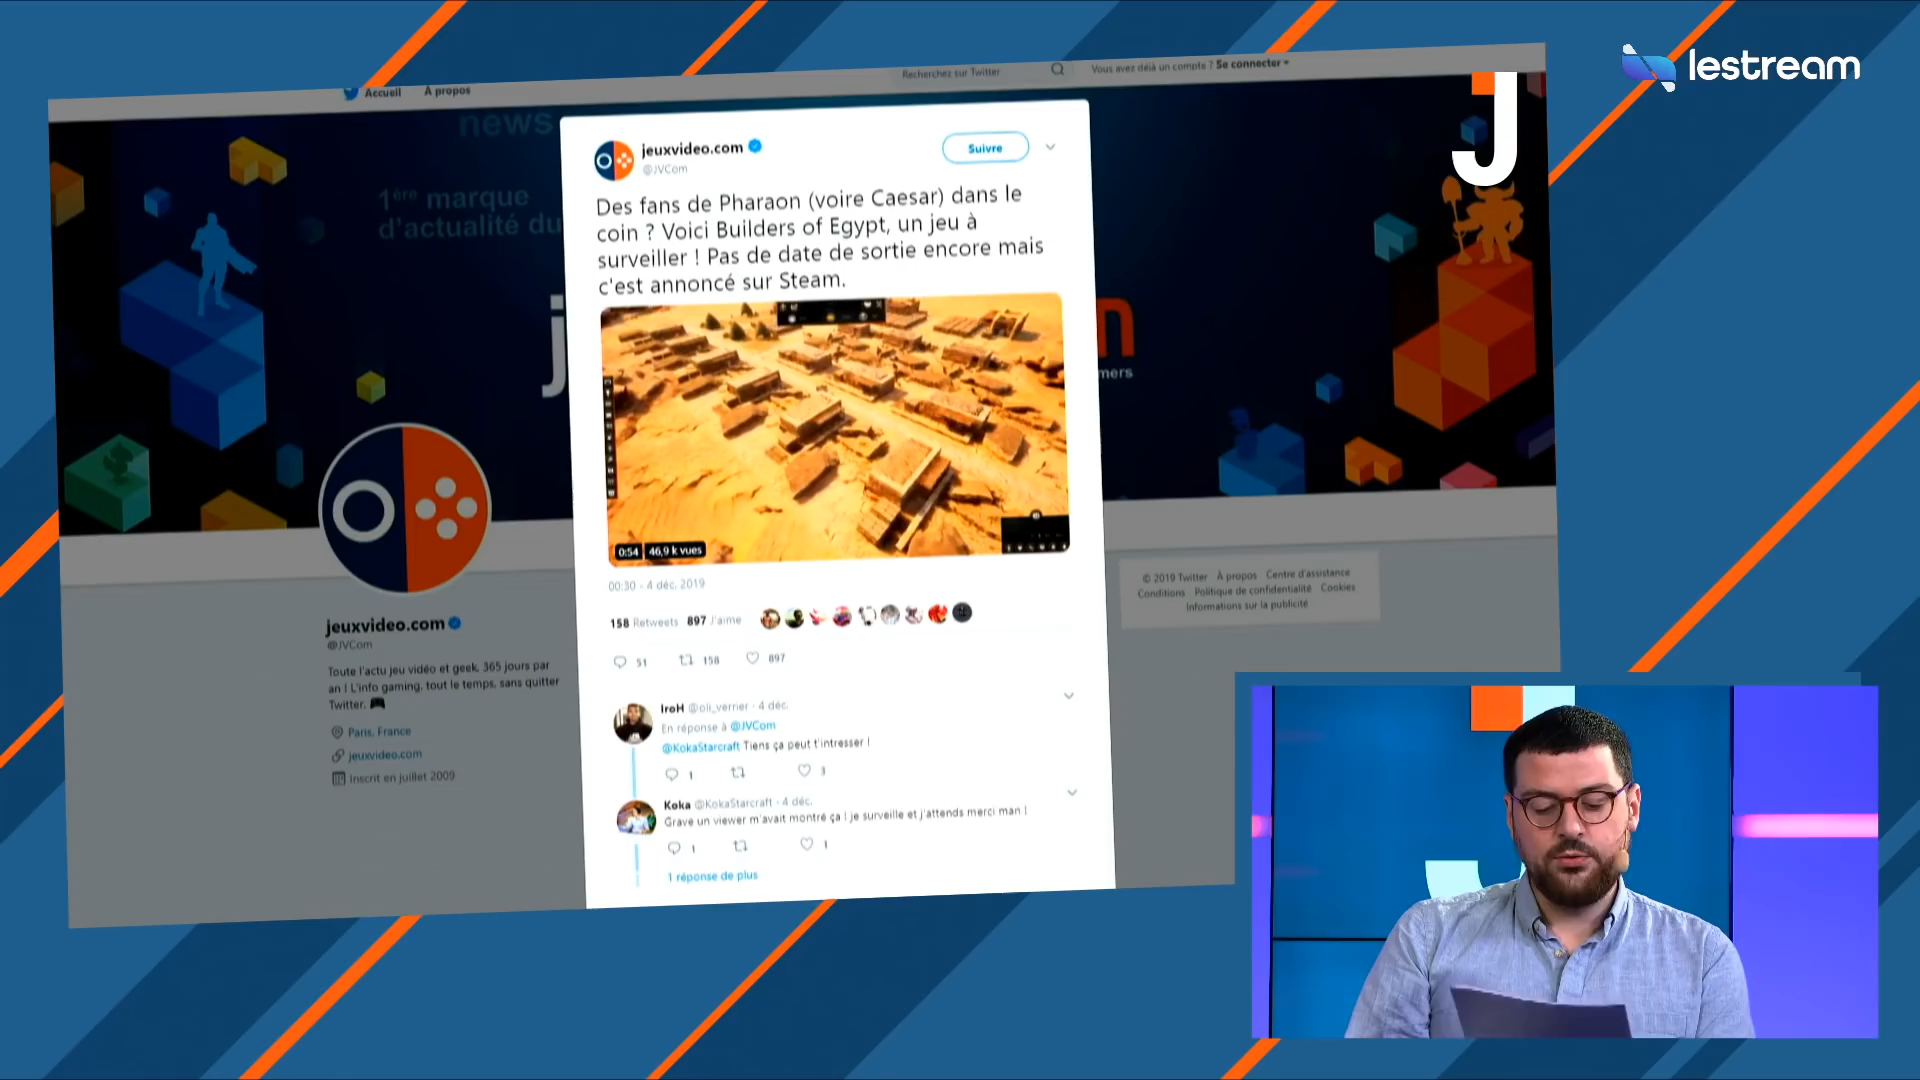 lestream
J
Accueil À propos
Recherchez sur Twitter
Vous avez déjà un compte ? Se connecter
news
1ère marque
d'actualité du
j
n
mers
jeuxvideo.com
@JVCom
Suivre
Des fans de Pharaon (voire Caesar) dans le
coin ? Voici Builders of Egypt, un jeu à
surveiller ! Pas de date de sortie encore mais
c'est annoncé sur Steam.
0:54 46,9 k vues
00:30 - 4 déc. 2019
158 Retweets 897 J'aime
51 158 897
IroH @oli_verrier · 4 déc.
En réponse à @JVCom
@KokaStarcraft Tiens ça peut t'intresser !
1 3
Koka @KokaStarcraft · 4 déc.
Grave un viewer m'avait montré ça ! je surveille et j'attends merci man !
1 1
1 réponse de plus
jeuxvideo.com
@JVCom
Toute l'actu jeu vidéo et geek, 365 jours par
an ! L'info gaming, tout le temps, sans quitter
Twitter.
Paris, France
jeuxvideo.com
Inscrit en juillet 2009
© 2019 Twitter À propos Centre d'assistance
Conditions Politique de confidentialité Cookies
Informations sur la publicité